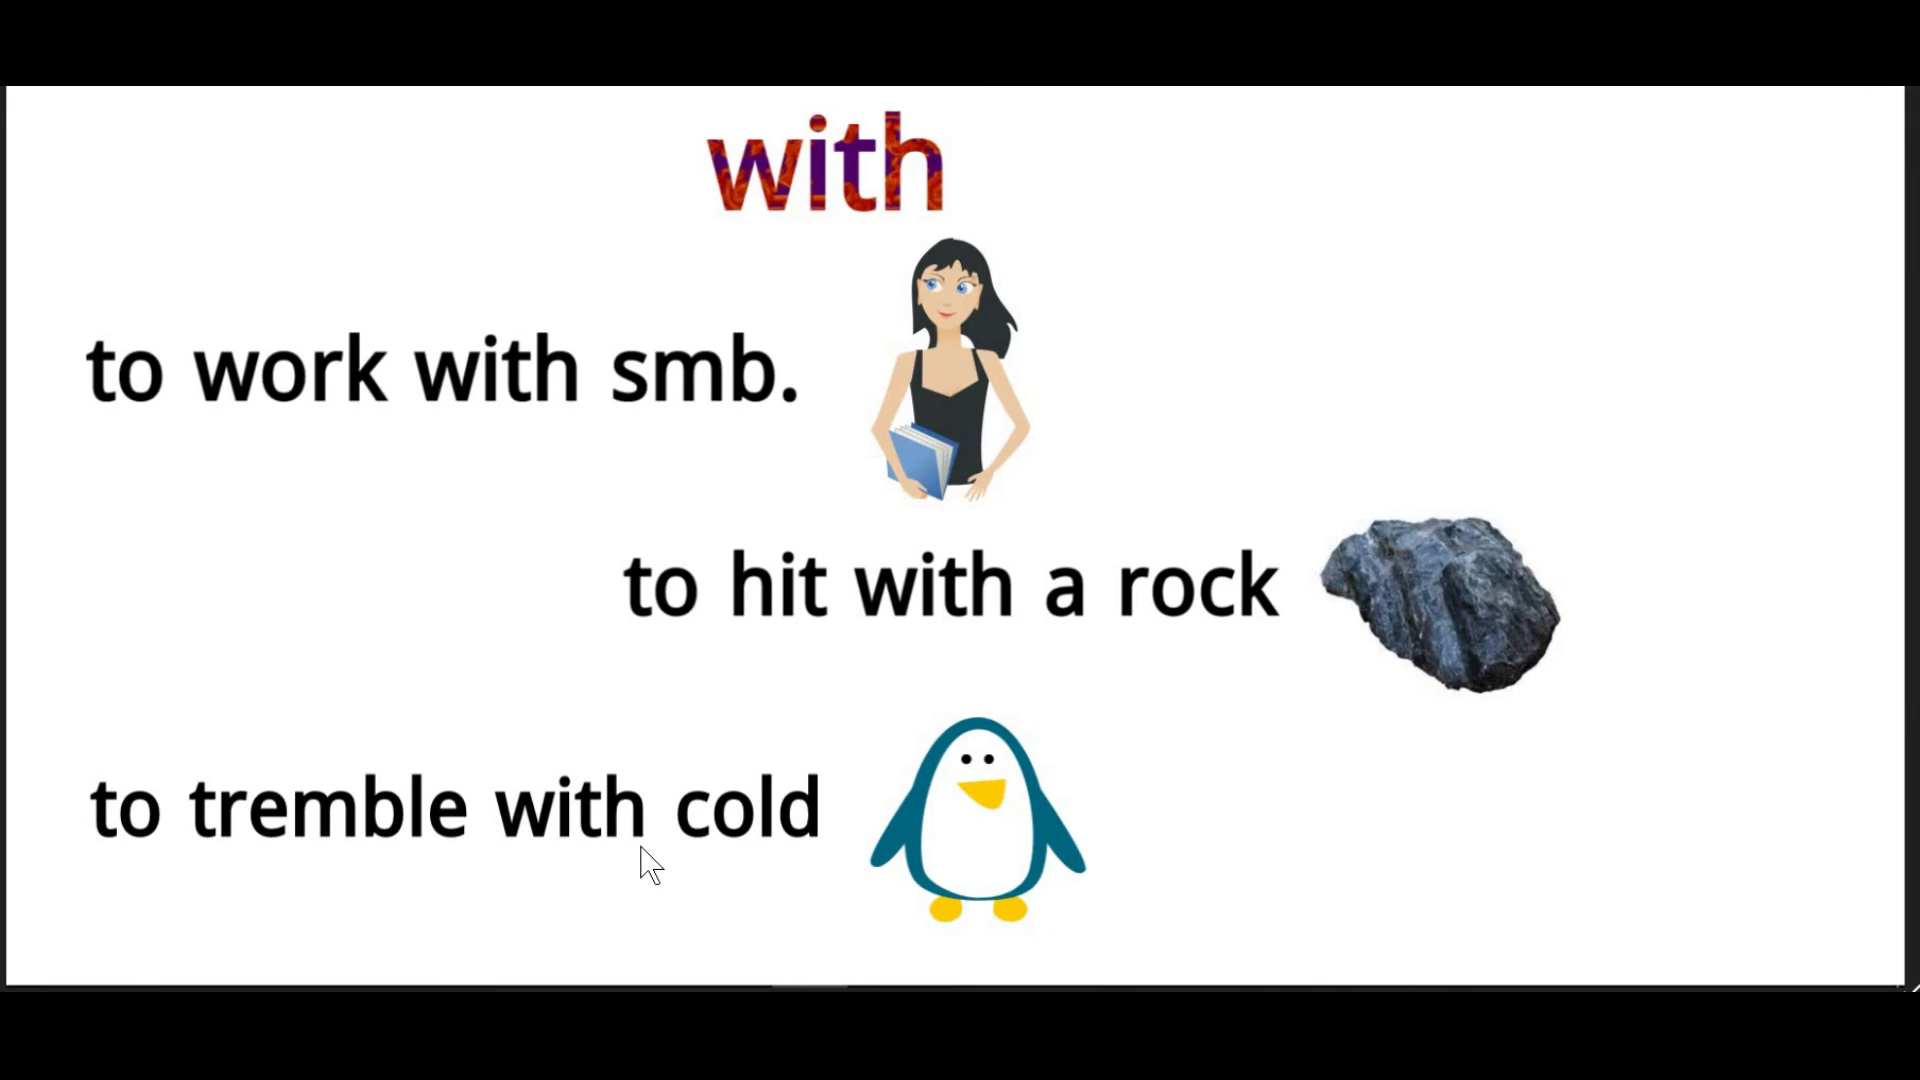 with
to work with smb.
to hit with a rock
to tremble with cold